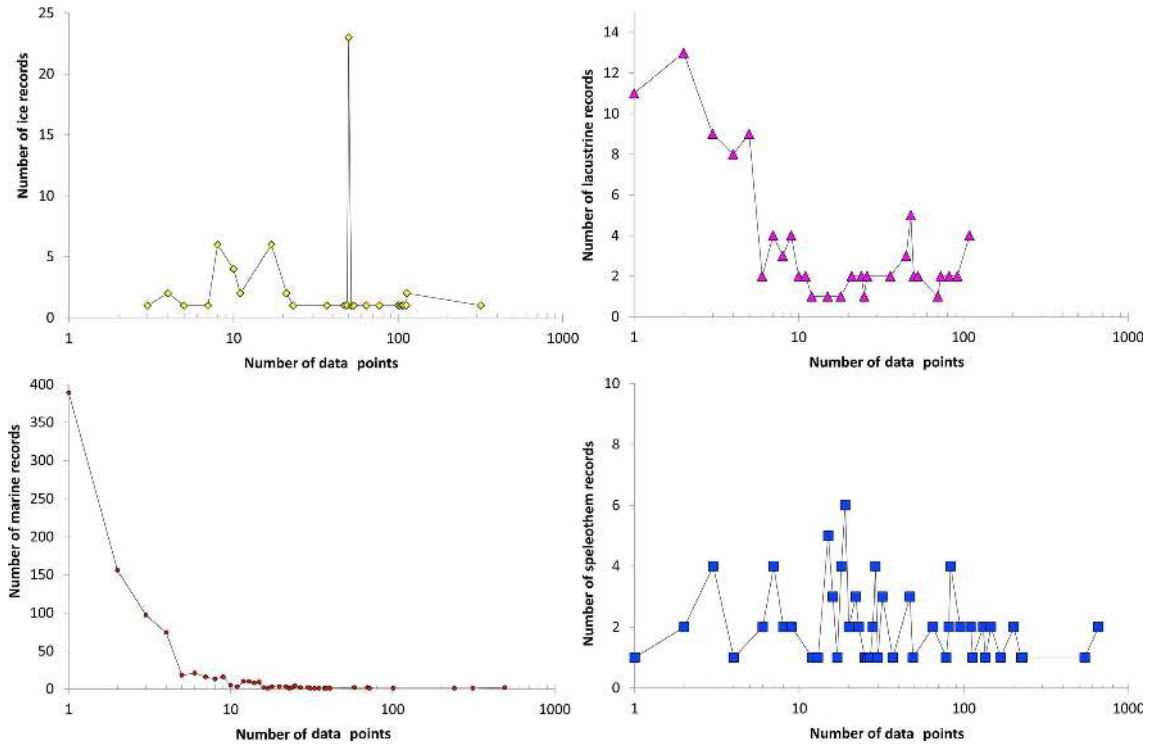 25
20
15
10
5
0
Number of ice records
1 10 100 1000
Number of data points
14
12
10
8
6
4
2
0
Number of lacustrine records
1 10 100 1000
Number of data points
400
350
300
250
200
150
100
50
0
Number of marine records
1 10 100 1000
Number of data points
10
8
6
4
2
0
Number of speleothem records
1 10 100 1000
Number of data points